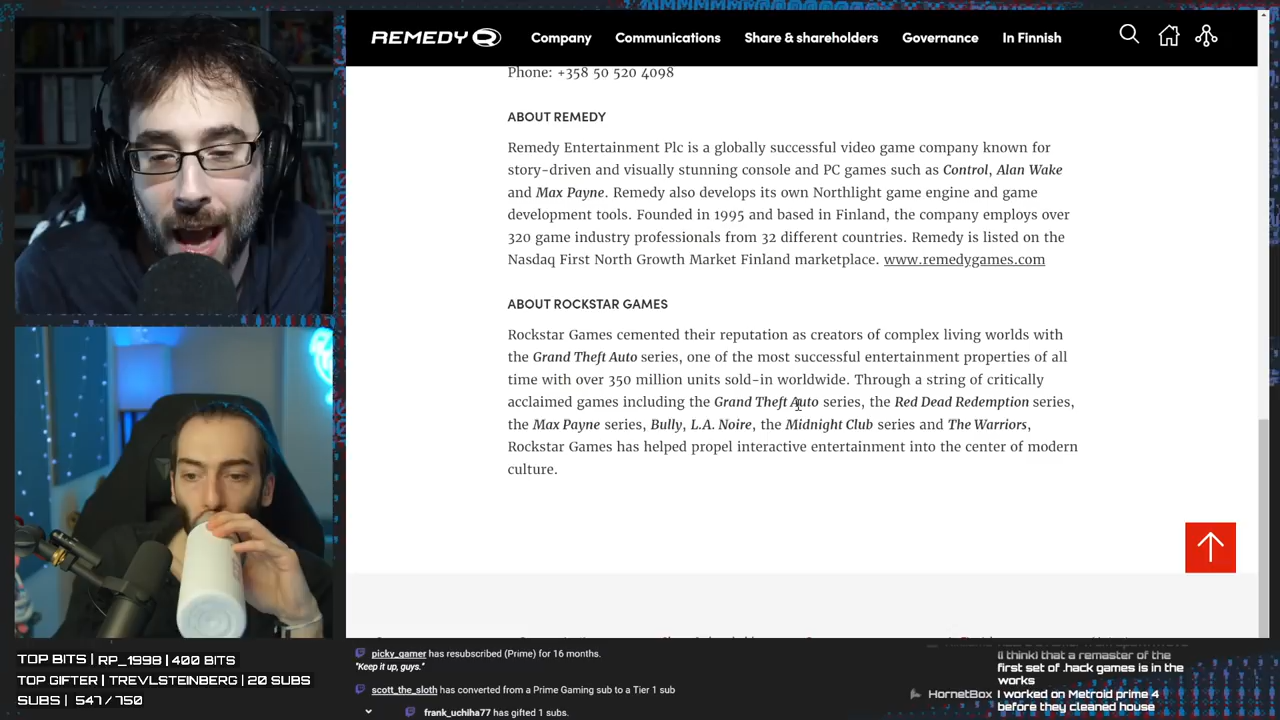 REMEDY
Company
Communications
Share & shareholders
Governance
In Finnish
Phone: +358 50 520 4098
ABOUT REMEDY
Remedy Entertainment Plc is a globally successful video game company known for
story-driven and visually stunning console and PC games such as Control, Alan Wake
and Max Payne. Remedy also develops its own Northlight game engine and game
development tools. Founded in 1995 and based in Finland, the company employs over
320 game industry professionals from 32 different countries. Remedy is listed on the
Nasdaq First North Growth Market Finland marketplace. www.remedygames.com
ABOUT ROCKSTAR GAMES
Rockstar Games cemented their reputation as creators of complex living worlds with
the Grand Theft Auto series, one of the most successful entertainment properties of all
time with over 350 million units sold-in worldwide. Through a string of critically
acclaimed games including the Grand Theft Auto series, the Red Dead Redemption series,
the Max Payne series, Bully, L.A. Noire, the Midnight Club series and The Warriors,
Rockstar Games has helped propel interactive entertainment into the center of modern
culture.
TOP BITS | RP_1998 | 400 BITS
TOP GIFTER | TREVLSTEINBERG | 20 SUBS
SUBS | 547 / 750
picky_gamer has resubscribed (Prime) for 16 months.
"Keep it up, guys."
scott_the_sloth has converted from a Prime Gaming sub to a Tier 1 sub
frank_uchiha77 has gifted 1 subs.
(I think) that a remaster of the
first set of .hack games is in the
works
HornetBox
I worked on Metroid prime 4
before they cleaned house